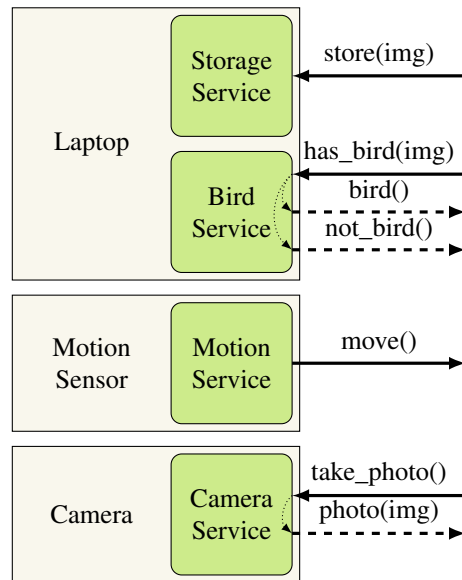 Storage
Service
store(img)
Laptop
has_bird(img)
Bird
Service
bird()
not_bird()
Motion
Sensor
Motion
Service
move()
Camera
Camera
Service
take_photo()
photo(img)